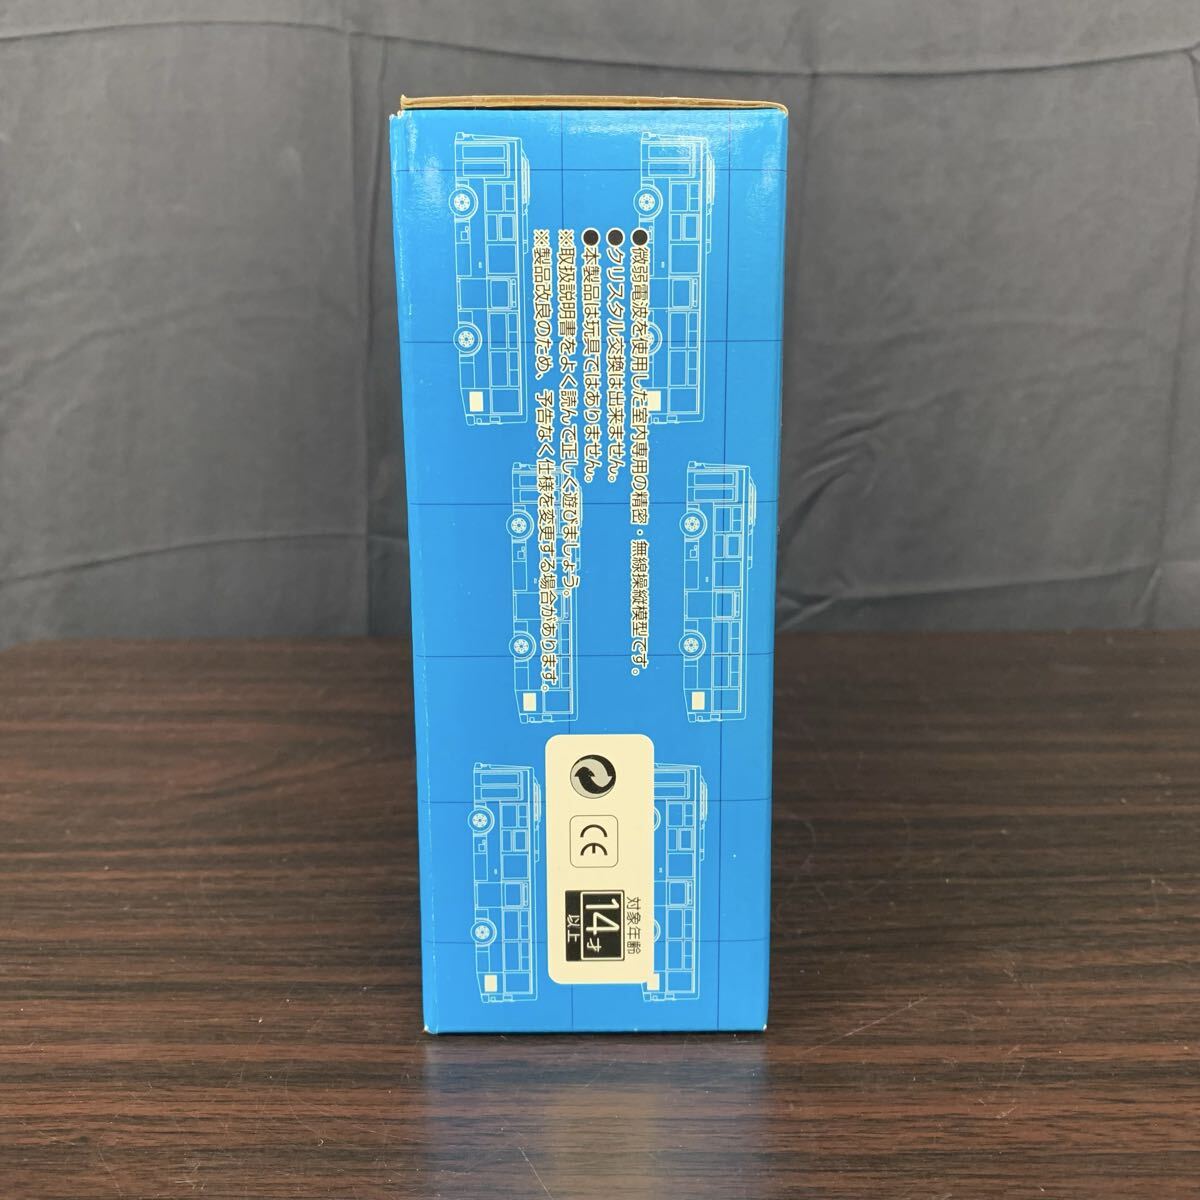 ●微弱電波を使用した室内専用の精密・無線操縦模型です。
●クリスタル交換は出来ません。
●本製品は玩具ではありません。
※取扱説明書をよく読んで正しく遊びましょう。
※製品改良のため、予告なく仕様を変更する場合があります。
CE
対象年齢
14才
以上